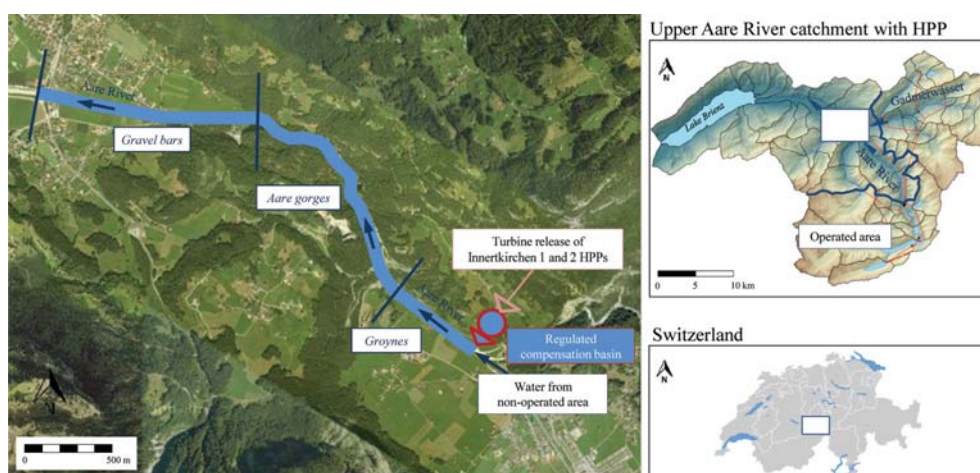 Aare River
Gravel bars
Aare gorges
Turbine release of
Innertkirchen 1 and 2 HPPs
Aare River
Groynes
Regulated
compensation basin
Water from
non-operated area
N
0 500 m
Upper Aare River catchment with HPP
N
Gadmerwasser
Lake Brienz
Aare River
Operated area
0 5 10 km
Switzerland
N